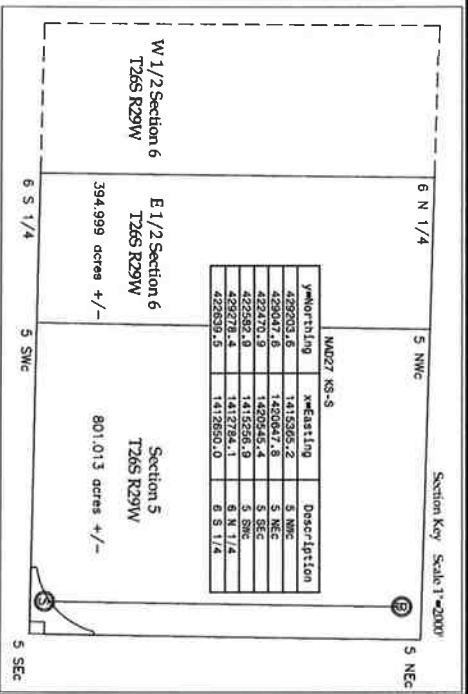 Section Key Scale 1"=2000'
6 N 1/4
5 NWc
5 NEc
NAD27 KS-S
y=Northing x=Easting Description
429203.6 1415365.2 5 NWc
429047.6 1420647.8 5 NEc
422470.9 1420545.4 5 SEc
422582.9 1415256.9 5 SWc
429278.4 1412784.1 6 N 1/4
422639.5 1412650.0 6 S 1/4
W 1/2 Section 6
T26S R29W
E 1/2 Section 6
T26S R29W
394.999 acres +/-
Section 5
T26S R29W
801.013 acres +/-
S
6 S 1/4
5 SWc
5 SEc